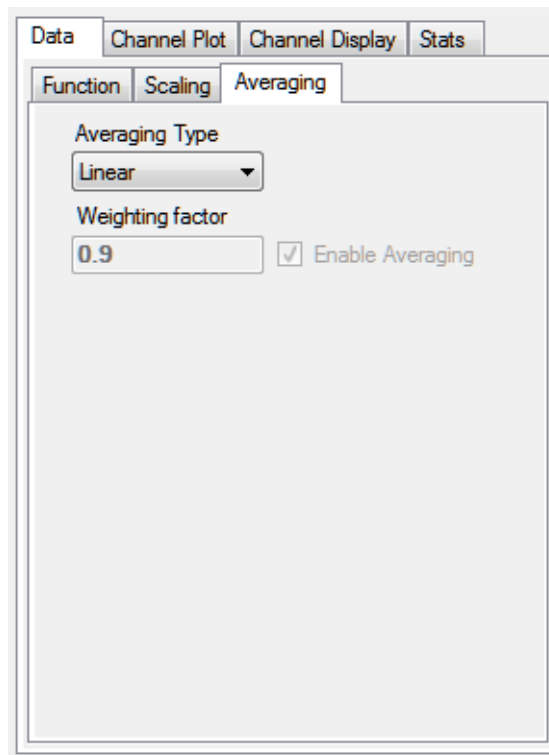 Data Channel Plot Channel Display Stats
Function Scaling Averaging
Averaging Type
Linear
Weighting factor
0.9 Enable Averaging